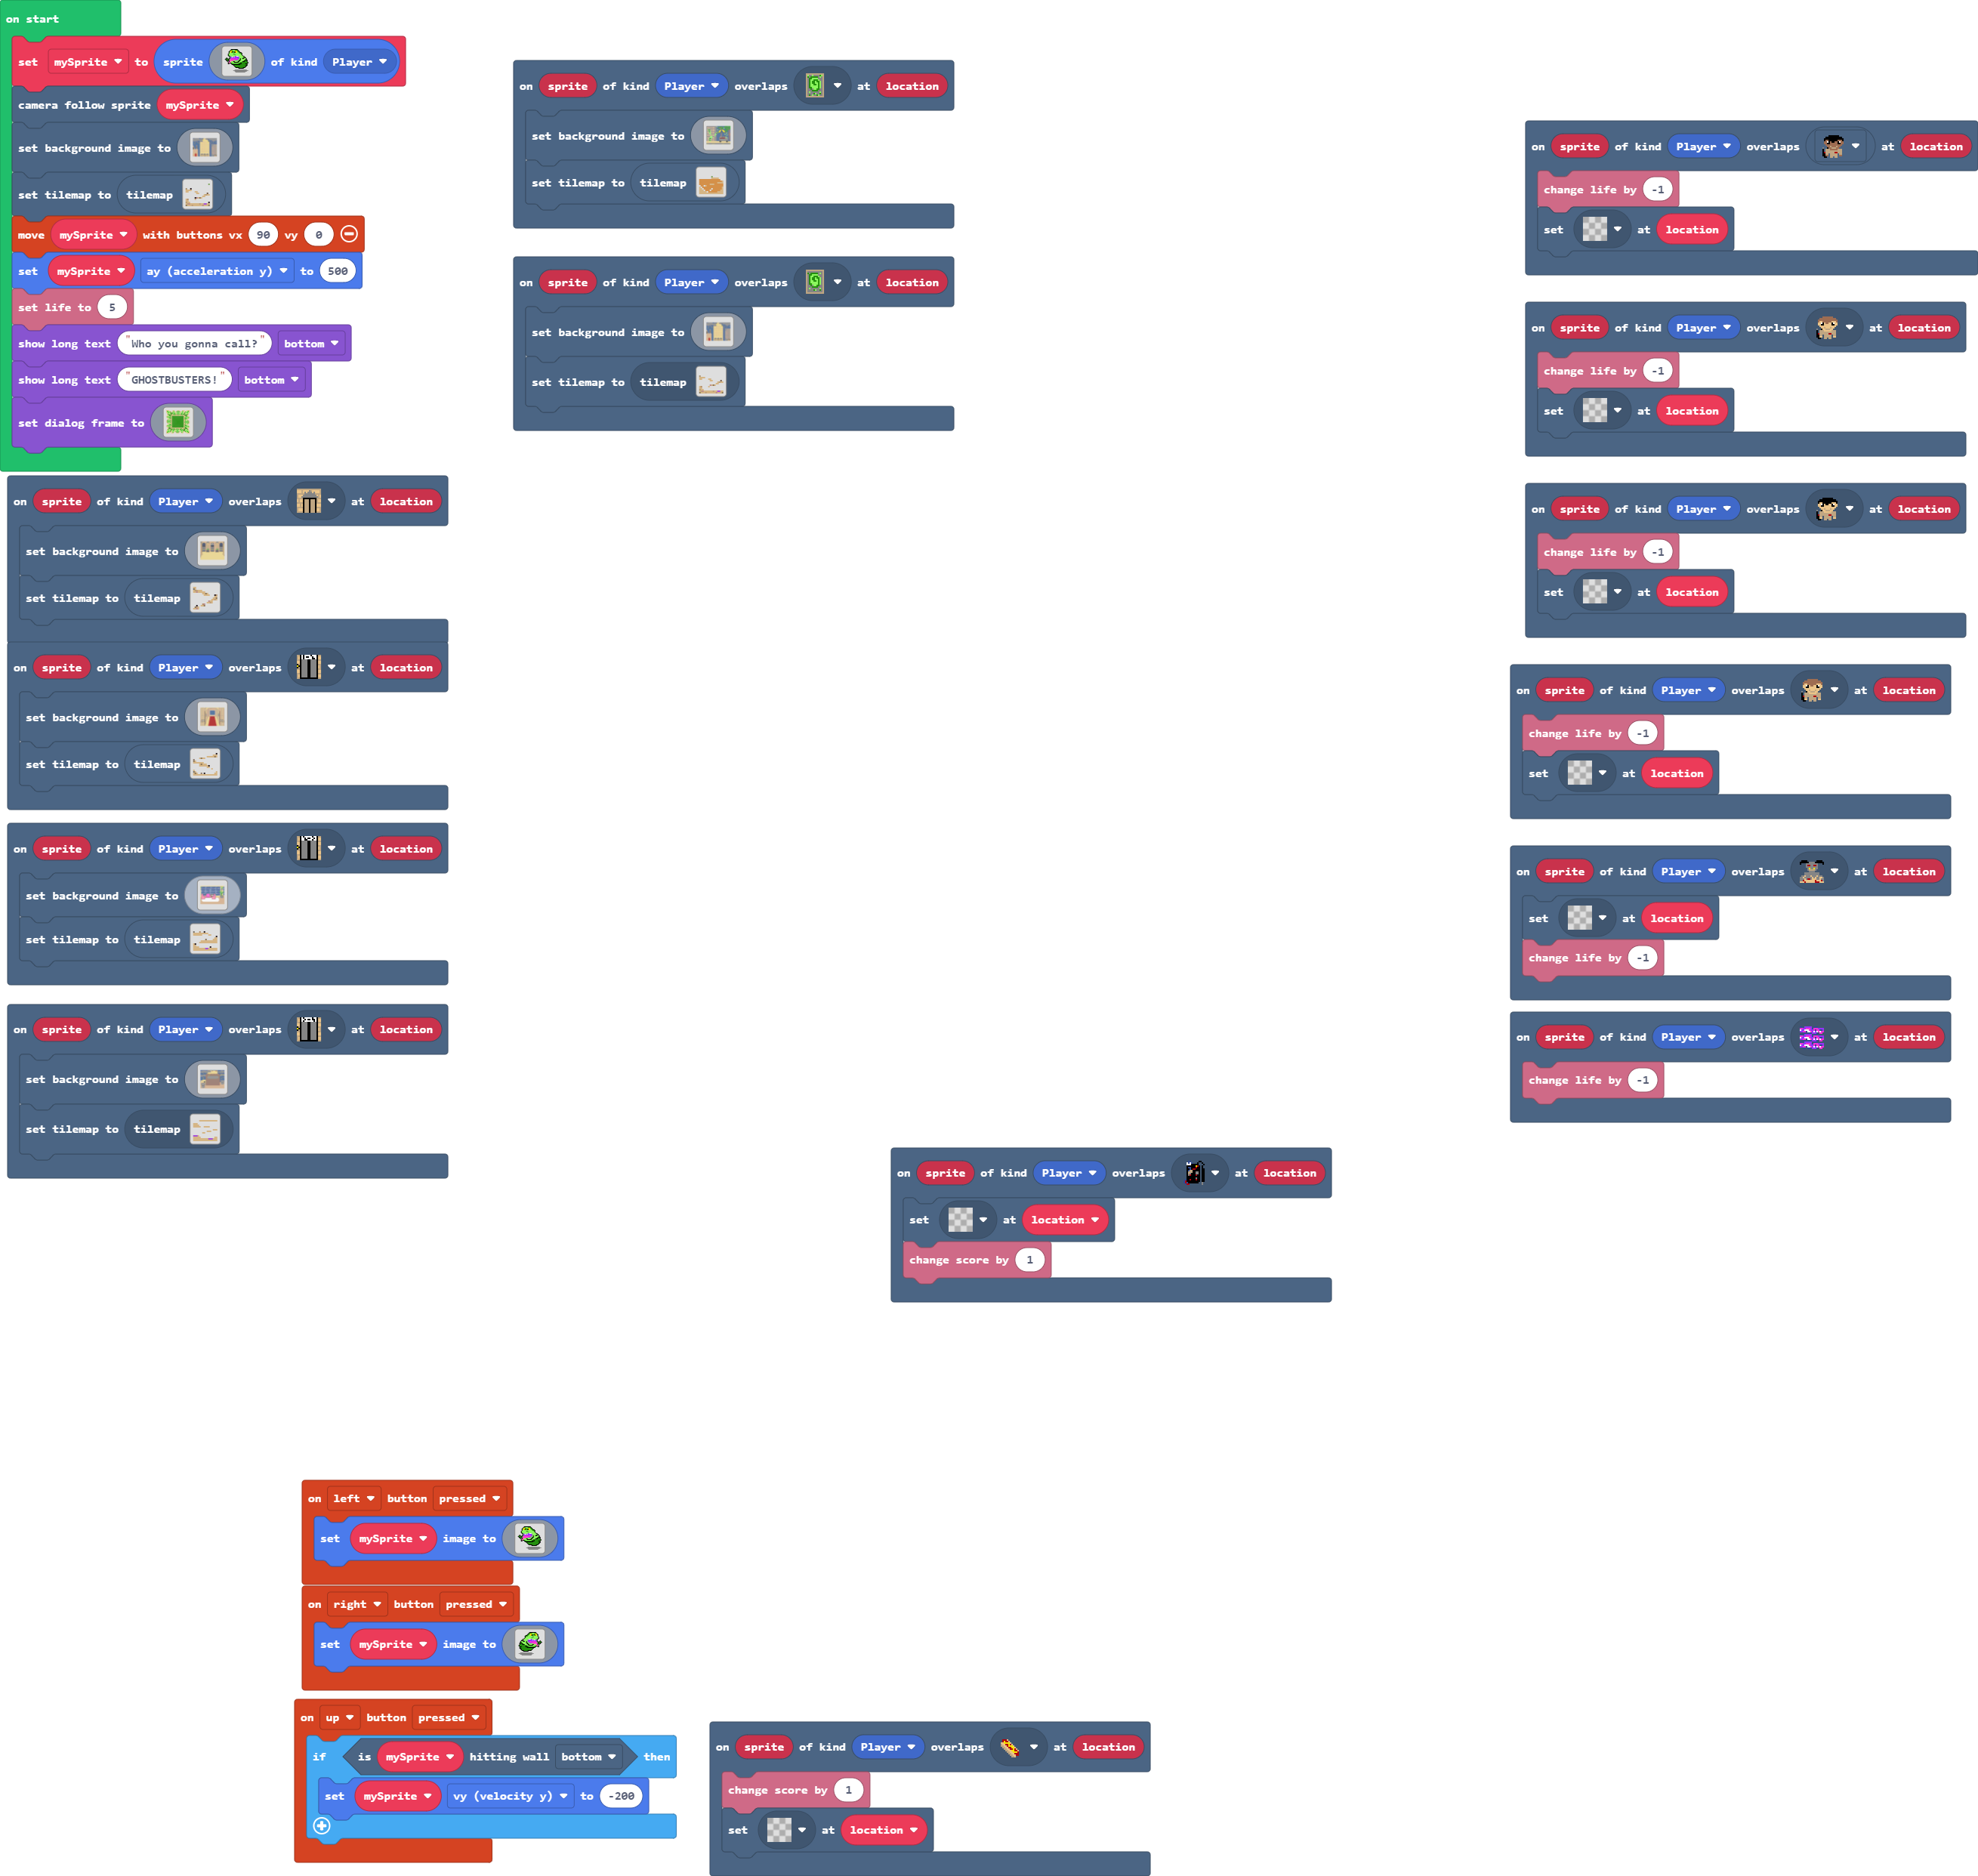 on start
set mySprite to sprite of kind Player
camera follow sprite mySprite
set background image to
set tilemap to tilemap
move mySprite with buttons vx 90 vy 0
set mySprite ay (acceleration y) to 500
set life to 5
show long text "Who you gonna call?" bottom
show long text "GHOSTBUSTERS!" bottom
set dialog frame to
on sprite of kind Player overlaps at location
set background image to
set tilemap to tilemap
on sprite of kind Player overlaps at location
set background image to
set tilemap to tilemap
on sprite of kind Player overlaps at location
set background image to
set tilemap to tilemap
on sprite of kind Player overlaps at location
set background image to
set tilemap to tilemap
on sprite of kind Player overlaps at location
set background image to
set tilemap to tilemap
on sprite of kind Player overlaps at location
set background image to
set tilemap to tilemap
on sprite of kind Player overlaps at location
change life by -1
set at location
on sprite of kind Player overlaps at location
change life by -1
set at location
on sprite of kind Player overlaps at location
change life by -1
set at location
on sprite of kind Player overlaps at location
change life by -1
set at location
on sprite of kind Player overlaps at location
set at location
change life by -1
on sprite of kind Player overlaps at location
change life by -1
on sprite of kind Player overlaps at location
set at location
change score by 1
on left button pressed
set mySprite image to
on right button pressed
set mySprite image to
on up button pressed
if is mySprite hitting wall bottom then
set mySprite vy (velocity y) to -200
on sprite of kind Player overlaps at location
change score by 1
set at location